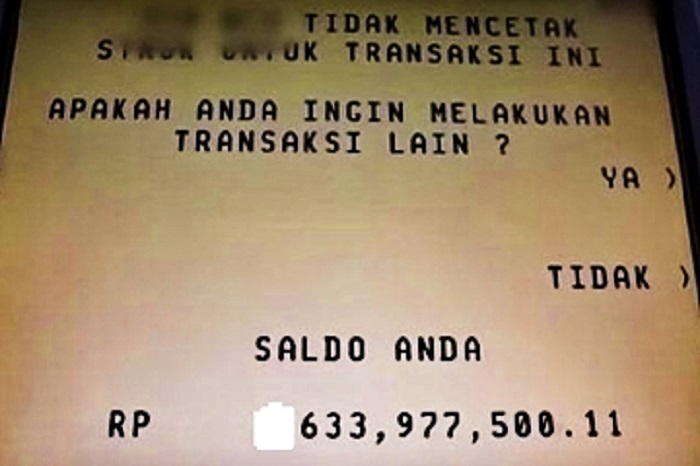 TIDAK MENCETAK
UNTUK TRANSAKSI INI
APAKAH ANDA INGIN MELAKUKAN
TRANSAKSI LAIN ?
YA )
TIDAK )
SALDO ANDA
RP 633,977,500.11